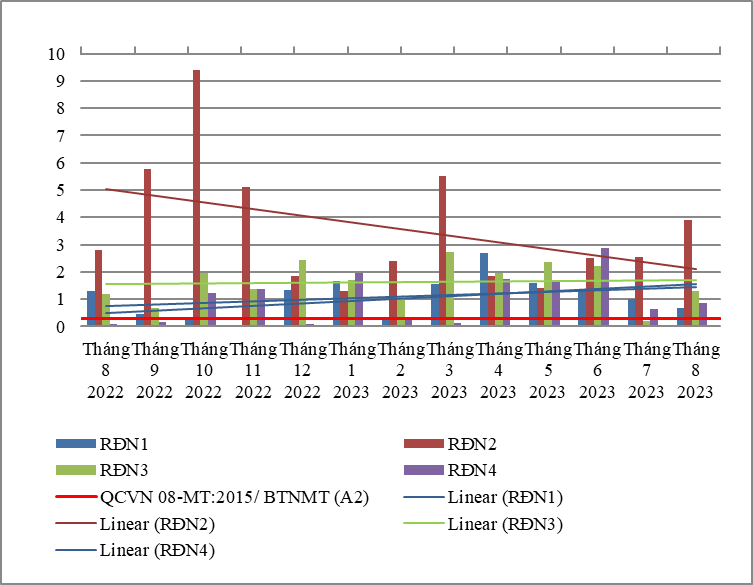 10
9
8
7
6
5
4
3
2
1
0
Tháng Tháng Tháng Tháng Tháng Tháng Tháng Tháng Tháng Tháng Tháng Tháng Tháng
8 9 10 11 12 1 2 3 4 5 6 7 8
2022 2022 2022 2022 2022 2023 2023 2023 2023 2023 2023 2023 2023
RĐN1 RĐN2
RĐN3 RĐN4
QCVN 08-MT:2015/ BTNMT (A2) Linear (RĐN1)
Linear (RĐN2) Linear (RĐN3)
Linear (RĐN4)